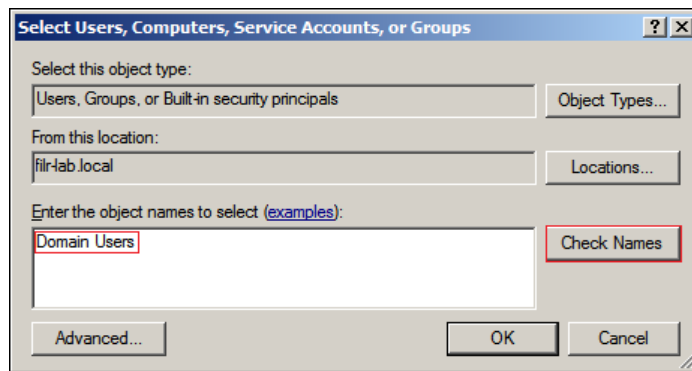 Select Users, Computers, Service Accounts, or Groups
Select this object type:
Users, Groups, or Built-in security principals
Object Types...
From this location:
filr-lab.local
Locations...
Enter the object names to select (examples):
Domain Users
Check Names
Advanced...
OK
Cancel